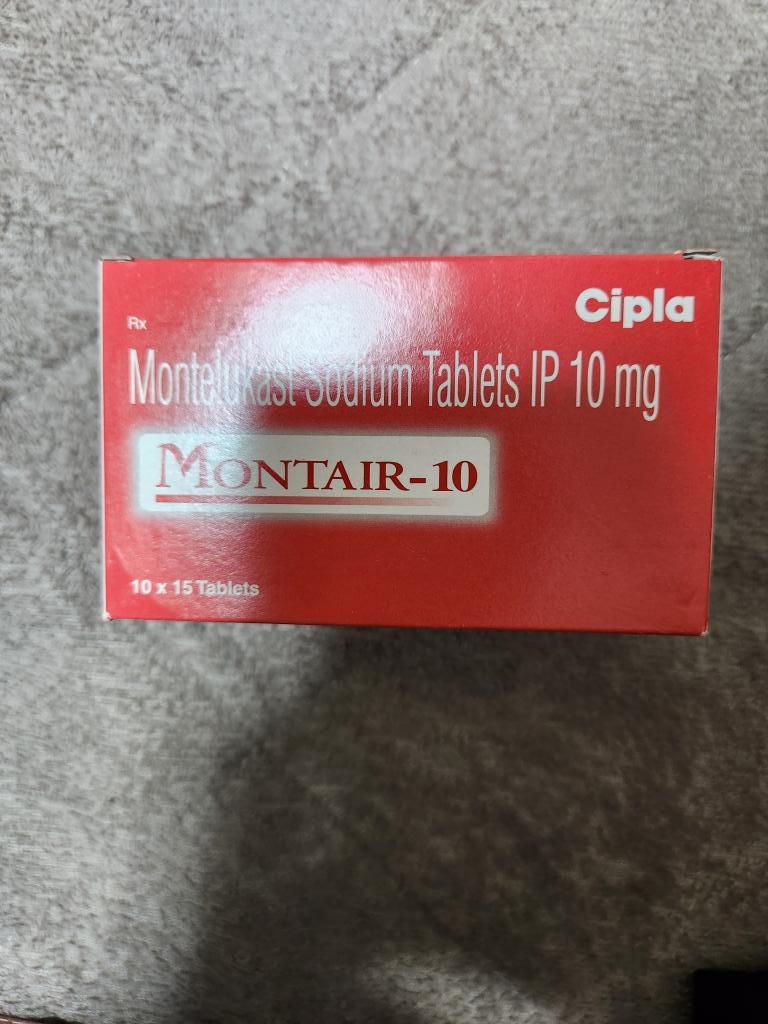 Cipla
Rx
Montelukast Sodium Tablets IP 10 mg
MONTAIR-10
10 x 15 Tablets